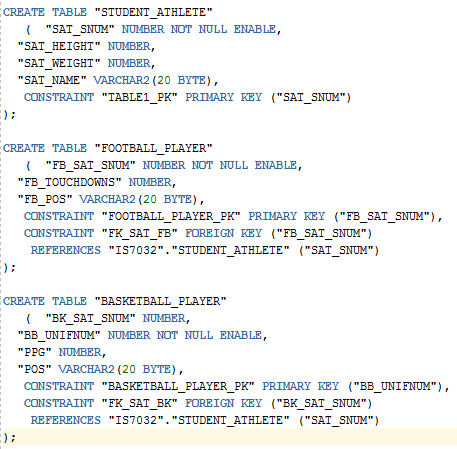 CREATE TABLE "STUDENT_ATHLETE"
( "SAT_SNUM" NUMBER NOT NULL ENABLE,
"SAT_HEIGHT" NUMBER,
"SAT_WEIGHT" NUMBER,
"SAT_NAME" VARCHAR2(20 BYTE),
CONSTRAINT "TABLE1_PK" PRIMARY KEY ("SAT_SNUM")
);
CREATE TABLE "FOOTBALL_PLAYER"
( "FB_SAT_SNUM" NUMBER NOT NULL ENABLE,
"FB_TOUCHDOWNS" NUMBER,
"FB_POS" VARCHAR2(20 BYTE),
CONSTRAINT "FOOTBALL_PLAYER_PK" PRIMARY KEY ("FB_SAT_SNUM"),
CONSTRAINT "FK_SAT_FB" FOREIGN KEY ("FB_SAT_SNUM")
REFERENCES "IS7032"."STUDENT_ATHLETE" ("SAT_SNUM")
);
CREATE TABLE "BASKETBALL_PLAYER"
( "BK_SAT_SNUM" NUMBER,
"BB_UNIFNUM" NUMBER NOT NULL ENABLE,
"PPG" NUMBER,
"POS" VARCHAR2(20 BYTE),
CONSTRAINT "BASKETBALL_PLAYER_PK" PRIMARY KEY ("BB_UNIFNUM"),
CONSTRAINT "FK_SAT_BK" FOREIGN KEY ("BK_SAT_SNUM")
REFERENCES "IS7032"."STUDENT_ATHLETE" ("SAT_SNUM")
);